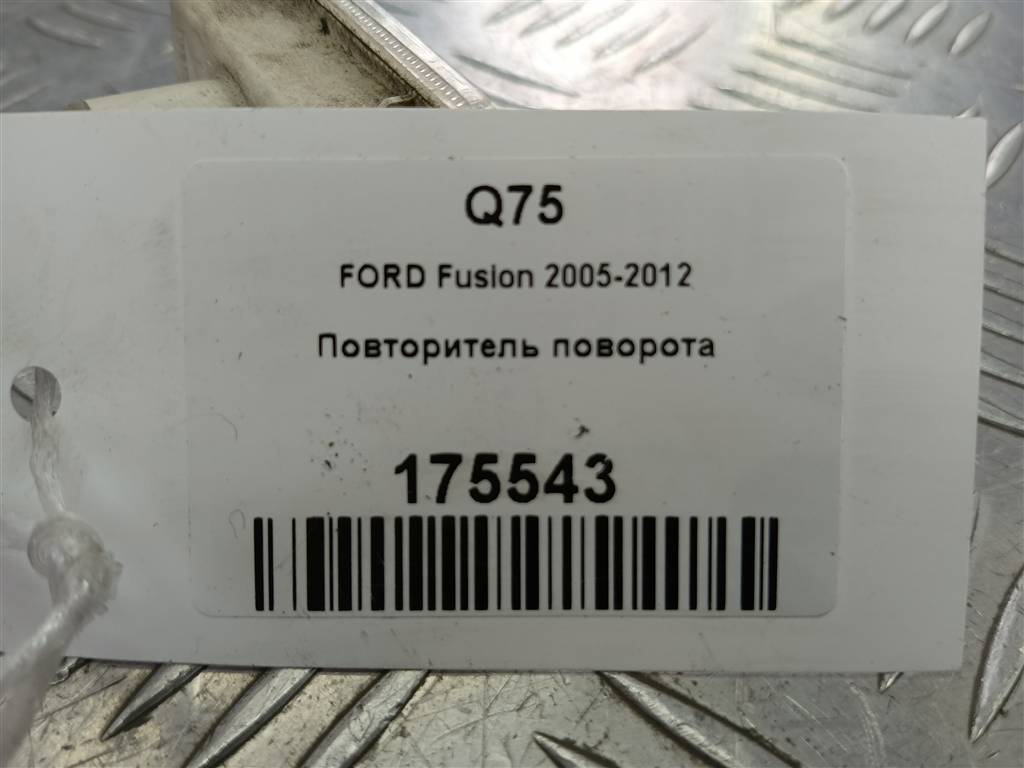 Q75
FORD Fusion 2005-2012
Повторитель поворота
175543